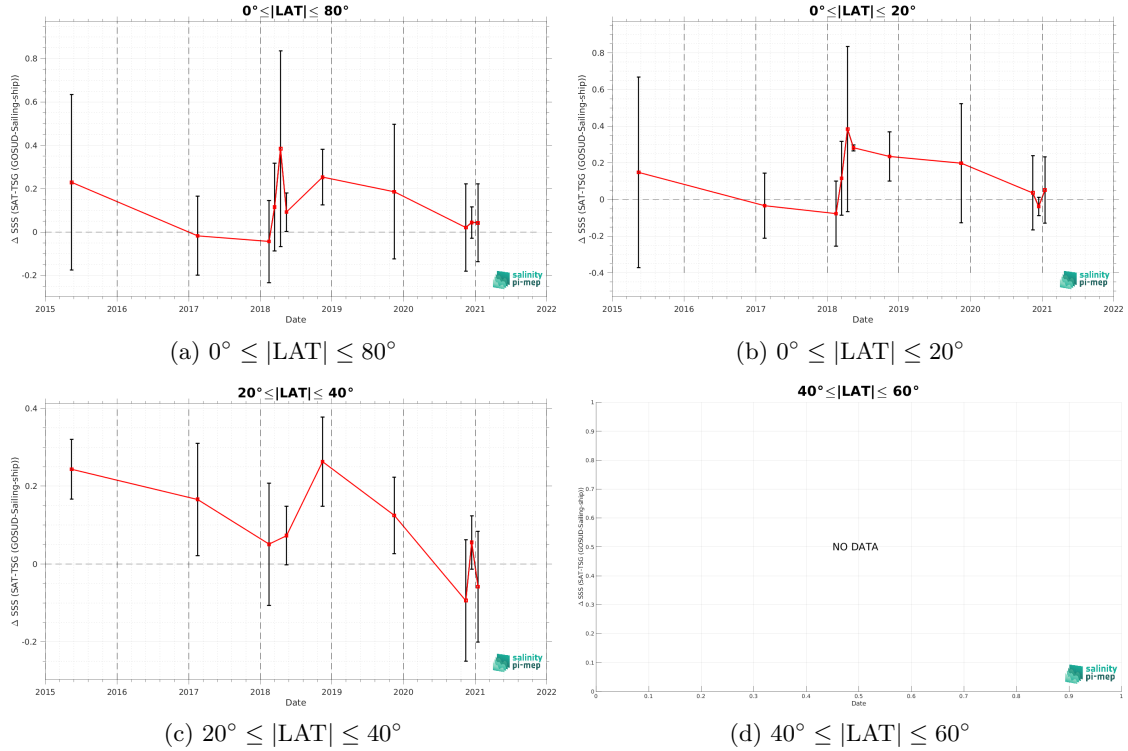 0°≤|LAT|≤ 80°
Δ SSS (SAT-TSG (GOSUD-Sailing-ship))
0.8
0.6
0.4
0.2
0
-0.2
2015 2016 2017 2018 2019 2020 2021 2022
Date
salinity
pi-mep
(a) 0° ≤ |LAT| ≤ 80°
0°≤|LAT|≤ 20°
Δ SSS (SAT-TSG (GOSUD-Sailing-ship))
0.8
0.6
0.4
0.2
0
-0.2
-0.4
2015 2016 2017 2018 2019 2020 2021 2022
Date
salinity
pi-mep
(b) 0° ≤ |LAT| ≤ 20°
20°≤|LAT|≤ 40°
Δ SSS (SAT-TSG (GOSUD-Sailing-ship))
0.4
0.2
0
-0.2
2015 2016 2017 2018 2019 2020 2021 2022
Date
salinity
pi-mep
(c) 20° ≤ |LAT| ≤ 40°
40°≤|LAT|≤ 60°
Δ SSS (SAT-TSG (GOSUD-Sailing-ship))
1
0.9
0.8
0.7
0.6
0.5
0.4
0.3
0.2
0.1
0
NO DATA
0 0.1 0.2 0.3 0.4 0.5 0.6 0.7 0.8 0.9 1
Date
salinity
pi-mep
(d) 40° ≤ |LAT| ≤ 60°